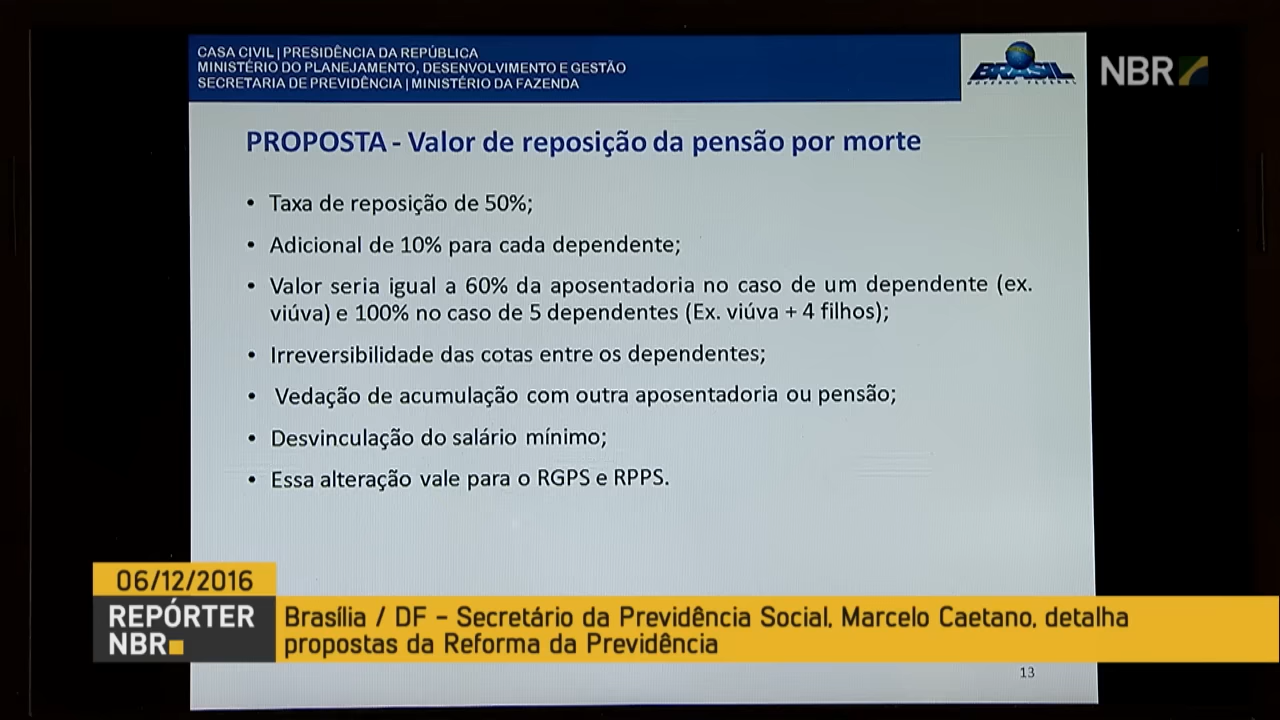 CASA CIVIL | PRESIDÊNCIA DA REPÚBLICA
MINISTÉRIO DO PLANEJAMENTO, DESENVOLVIMENTO E GESTÃO
SECRETARIA DE PREVIDÊNCIA | MINISTÉRIO DA FAZENDA
BRASIL
GOVERNO FEDERAL
NBR
PROPOSTA - Valor de reposição da pensão por morte
• Taxa de reposição de 50%;
• Adicional de 10% para cada dependente;
• Valor seria igual a 60% da aposentadoria no caso de um dependente (ex.
viúva) e 100% no caso de 5 dependentes (Ex. viúva + 4 filhos);
• Irreversibilidade das cotas entre os dependentes;
• Vedação de acumulação com outra aposentadoria ou pensão;
• Desvinculação do salário mínimo;
• Essa alteração vale para o RGPS e RPPS.
06/12/2016
REPÓRTER
NBR
Brasília / DF - Secretário da Previdência Social, Marcelo Caetano, detalha
propostas da Reforma da Previdência
13